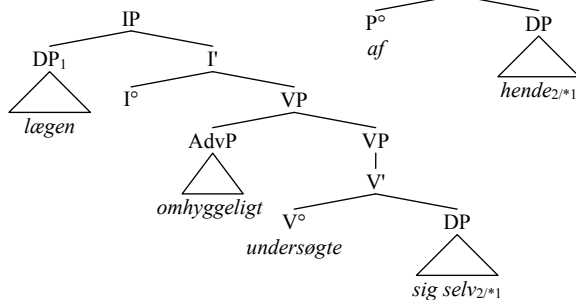 IP
P° DP
af
DP₁ I'
hende₂/*₁
I° VP
lægen
AdvP VP
omhyggeligt V'
V° DP
undersøgte
sig selv₂/*₁